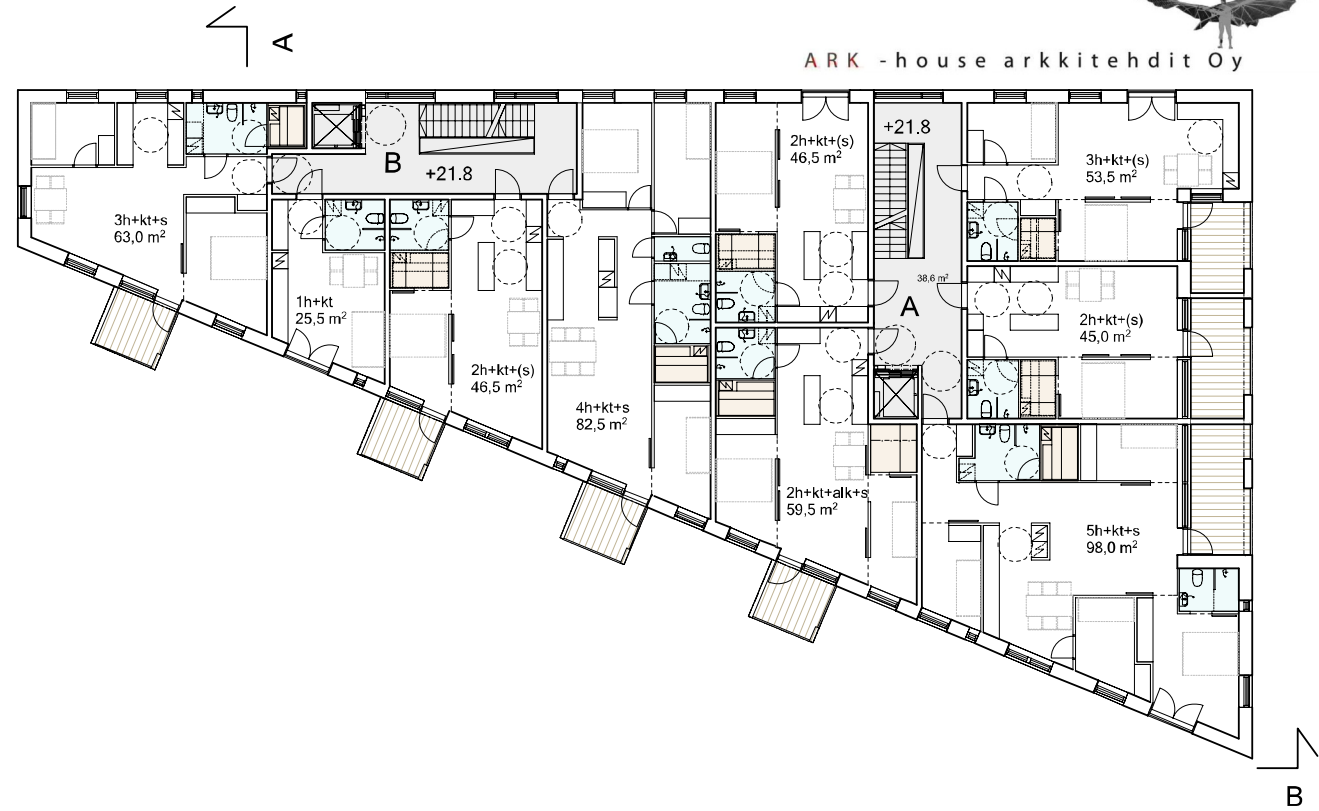 A
ARK -house arkkitehdit Oy
B
+21.8
2h+kt+(s)
46,5 m²
+21.8
3h+kt+(s)
53,5 m²
3h+kt+s
63,0 m²
1h+kt
25,5 m²
38,6 m²
A
2h+kt+(s)
45,0 m²
2h+kt+(s)
46,5 m²
4h+kt+s
82,5 m²
2h+kt+alk+s
59,5 m²
5h+kt+s
98,0 m²
B